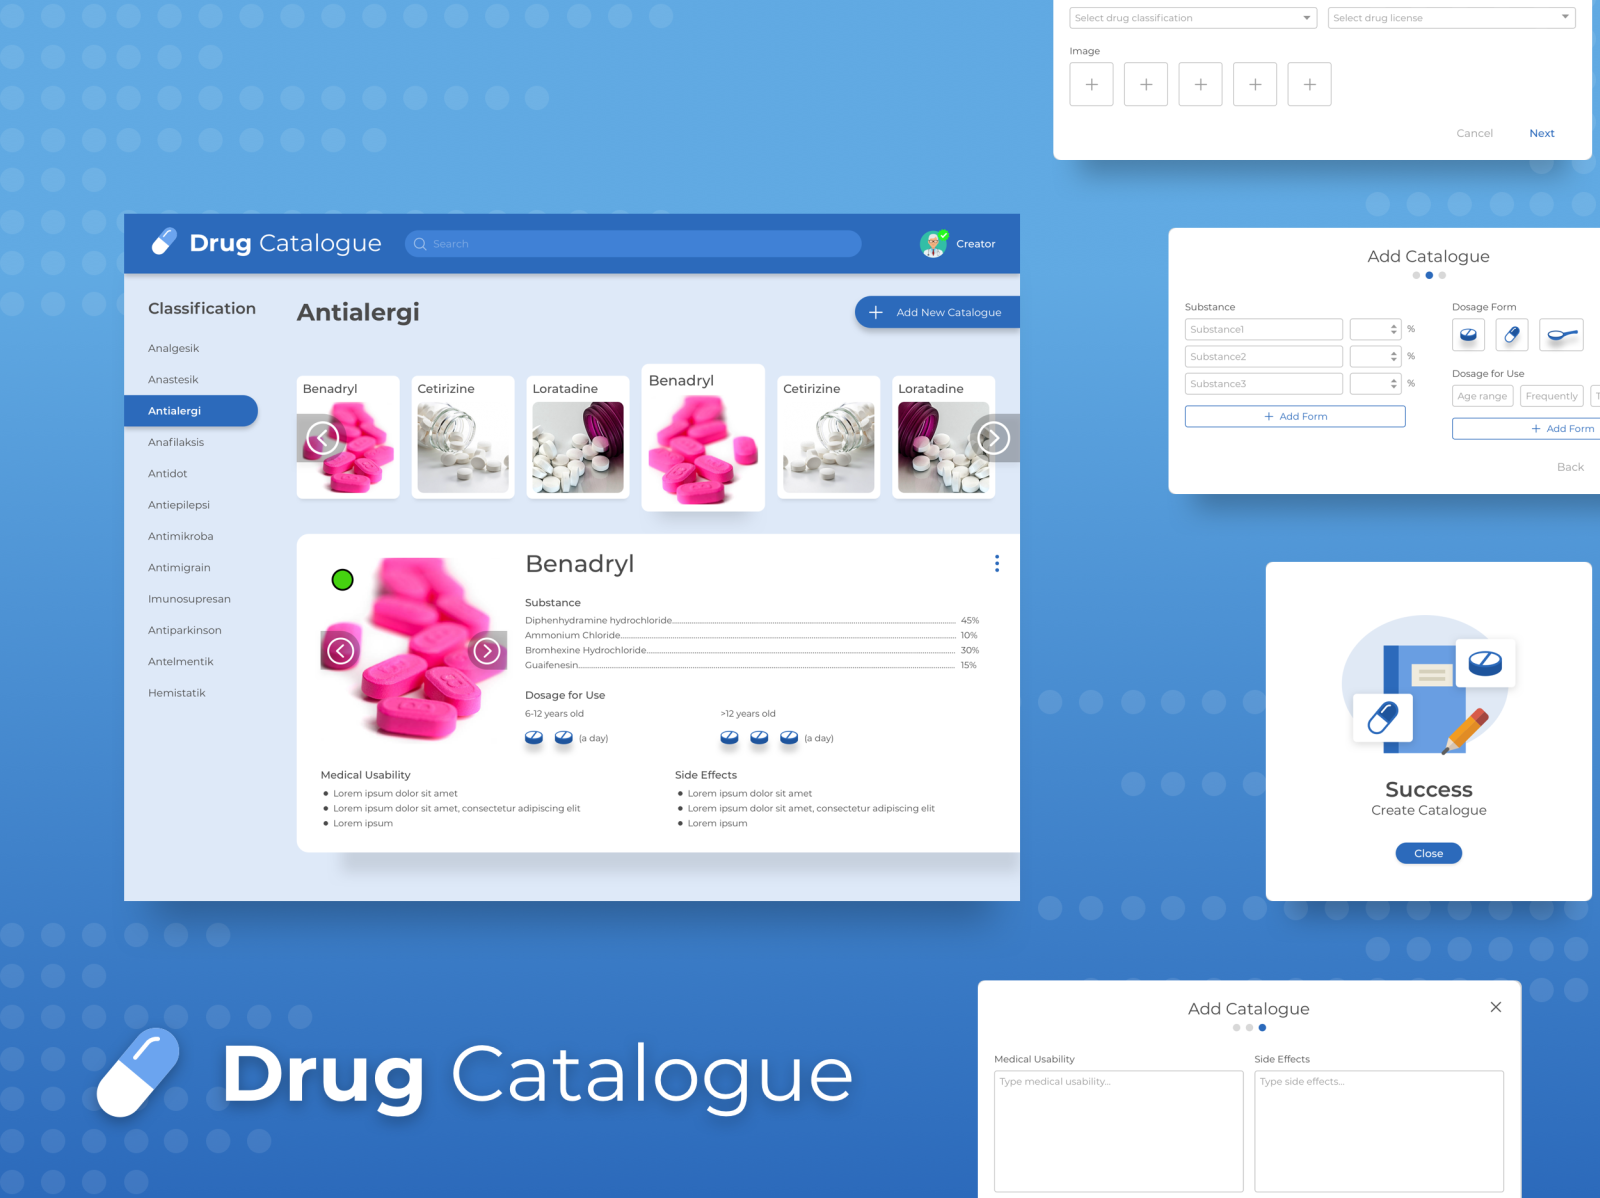 Select drug classification
Select drug license
Image
Cancel
Next
Drug Catalogue
Search
Creator
Classification
Analgesik
Anastesik
Antialergi
Anafilaksis
Antidot
Antiepilepsi
Antimikroba
Antimigrain
Imunosupresan
Antiparkinson
Antelmentik
Hemistatik
Antialergi
Add New Catalogue
Benadryl
Cetirizine
Loratadine
Benadryl
Cetirizine
Loratadine
Benadryl
Substance
Diphenhydramine hydrochloride 45%
Ammonium Chloride 10%
Bromhexine Hydrochloride 30%
Guaifenesin 15%
Dosage for Use
6-12 years old
(a day)
>12 years old
(a day)
Medical Usability
Lorem ipsum dolor sit amet
Lorem ipsum dolor sit amet, consectetur adipiscing elit
Lorem ipsum
Side Effects
Lorem ipsum dolor sit amet
Lorem ipsum dolor sit amet, consectetur adipiscing elit
Lorem ipsum
Add Catalogue
Substance
Substance1 %
Substance2 %
Substance3 %
+ Add Form
Dosage Form
Dosage for Use
Age range
Frequently
T
+ Add Form
Back
Success
Create Catalogue
Close
Drug Catalogue
Add Catalogue
Medical Usability
Type medical usability...
Side Effects
Type side effects...